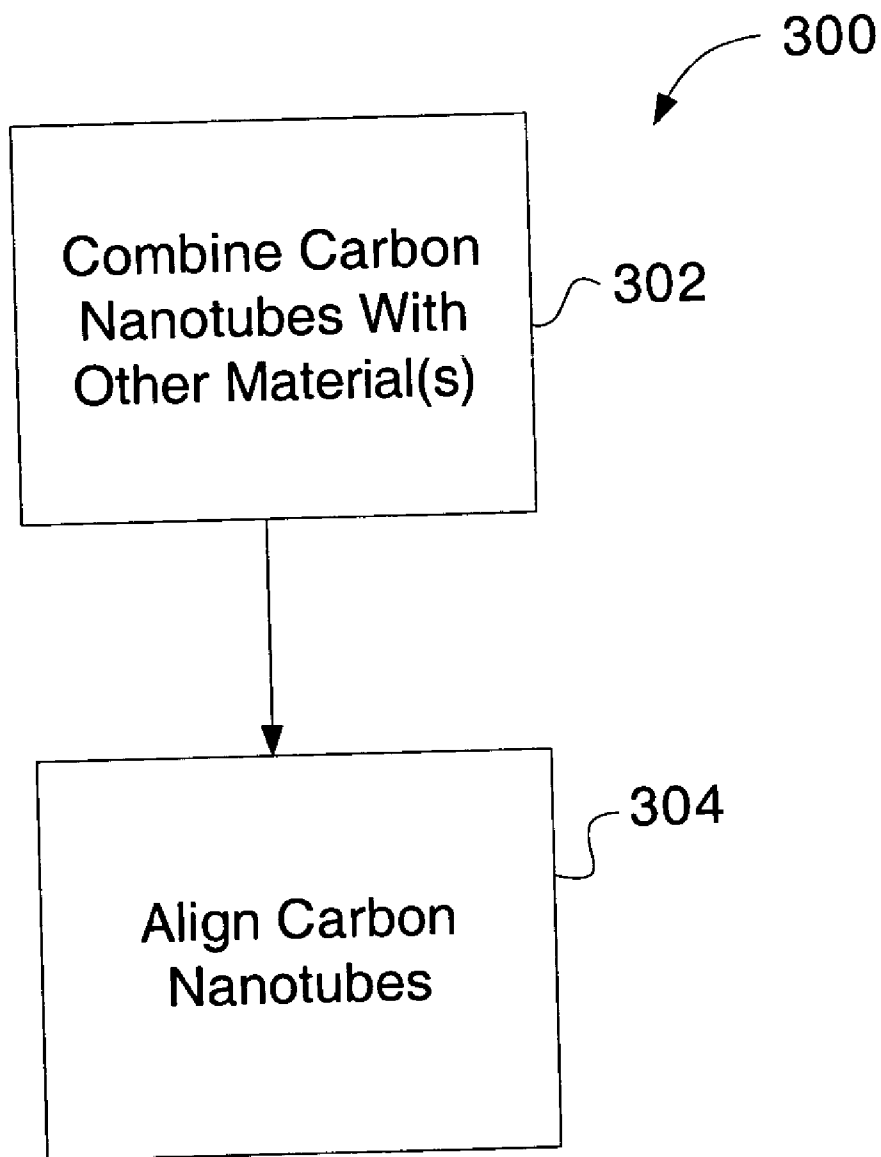 300
Combine Carbon
Nanotubes With
Other Material(s)
302
304
Align Carbon
Nanotubes